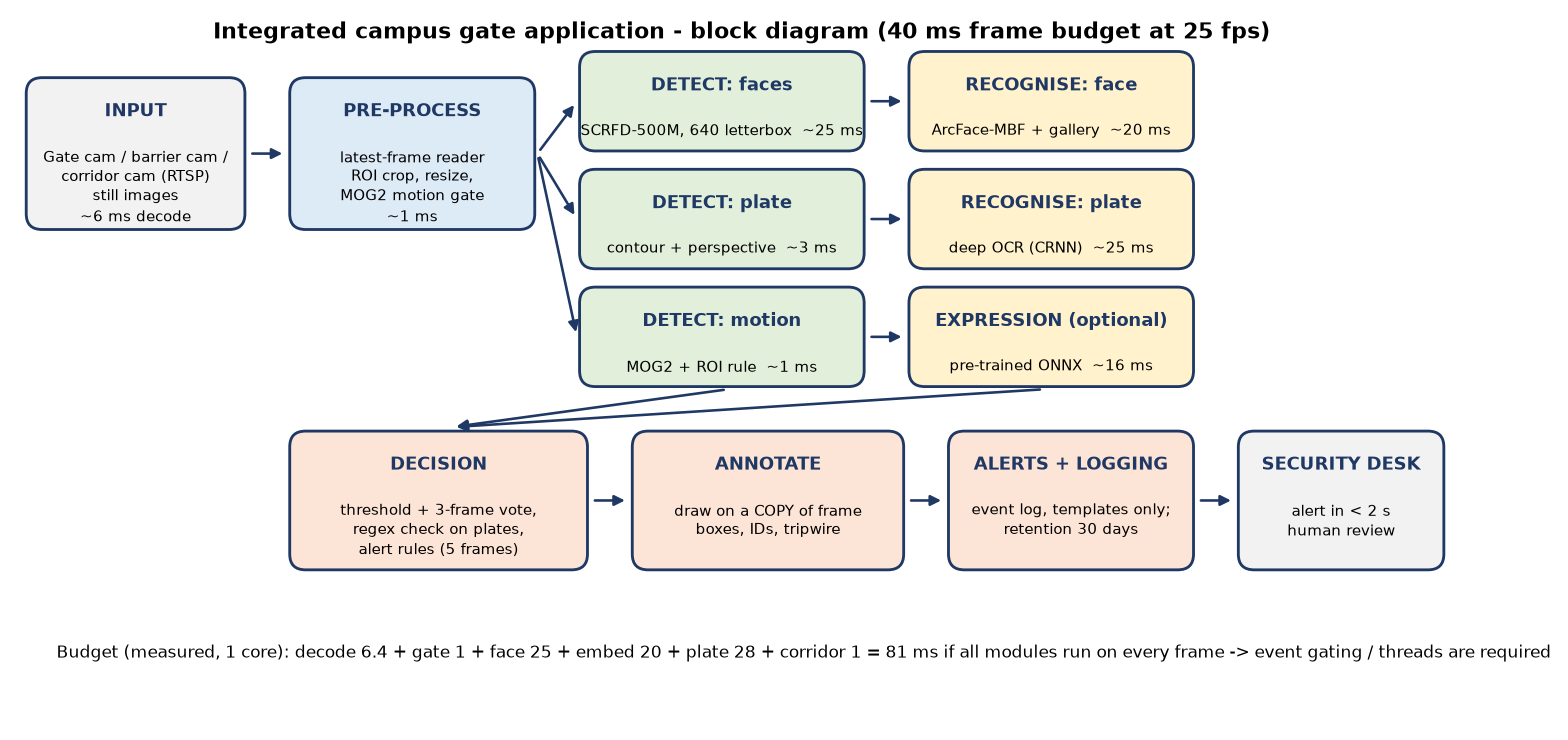 Integrated campus gate application - block diagram (40 ms frame budget at 25 fps)
INPUT
Gate cam / barrier cam /
corridor cam (RTSP)
still images
~6 ms decode
PRE-PROCESS
latest-frame reader
ROI crop, resize,
MOG2 motion gate
~1 ms
DETECT: faces
SCRFD-500M, 640 letterbox  ~25 ms
RECOGNISE: face
ArcFace-MBF + gallery  ~20 ms
DETECT: plate
contour + perspective  ~3 ms
RECOGNISE: plate
deep OCR (CRNN)  ~25 ms
DETECT: motion
MOG2 + ROI rule  ~1 ms
EXPRESSION (optional)
pre-trained ONNX  ~16 ms
DECISION
threshold + 3-frame vote,
regex check on plates,
alert rules (5 frames)
ANNOTATE
draw on a COPY of frame
boxes, IDs, tripwire
ALERTS + LOGGING
event log, templates only;
retention 30 days
SECURITY DESK
alert in < 2 s
human review
Budget (measured, 1 core): decode 6.4 + gate 1 + face 25 + embed 20 + plate 28 + corridor 1 = 81 ms if all modules run on every frame -> event gating / threads are required